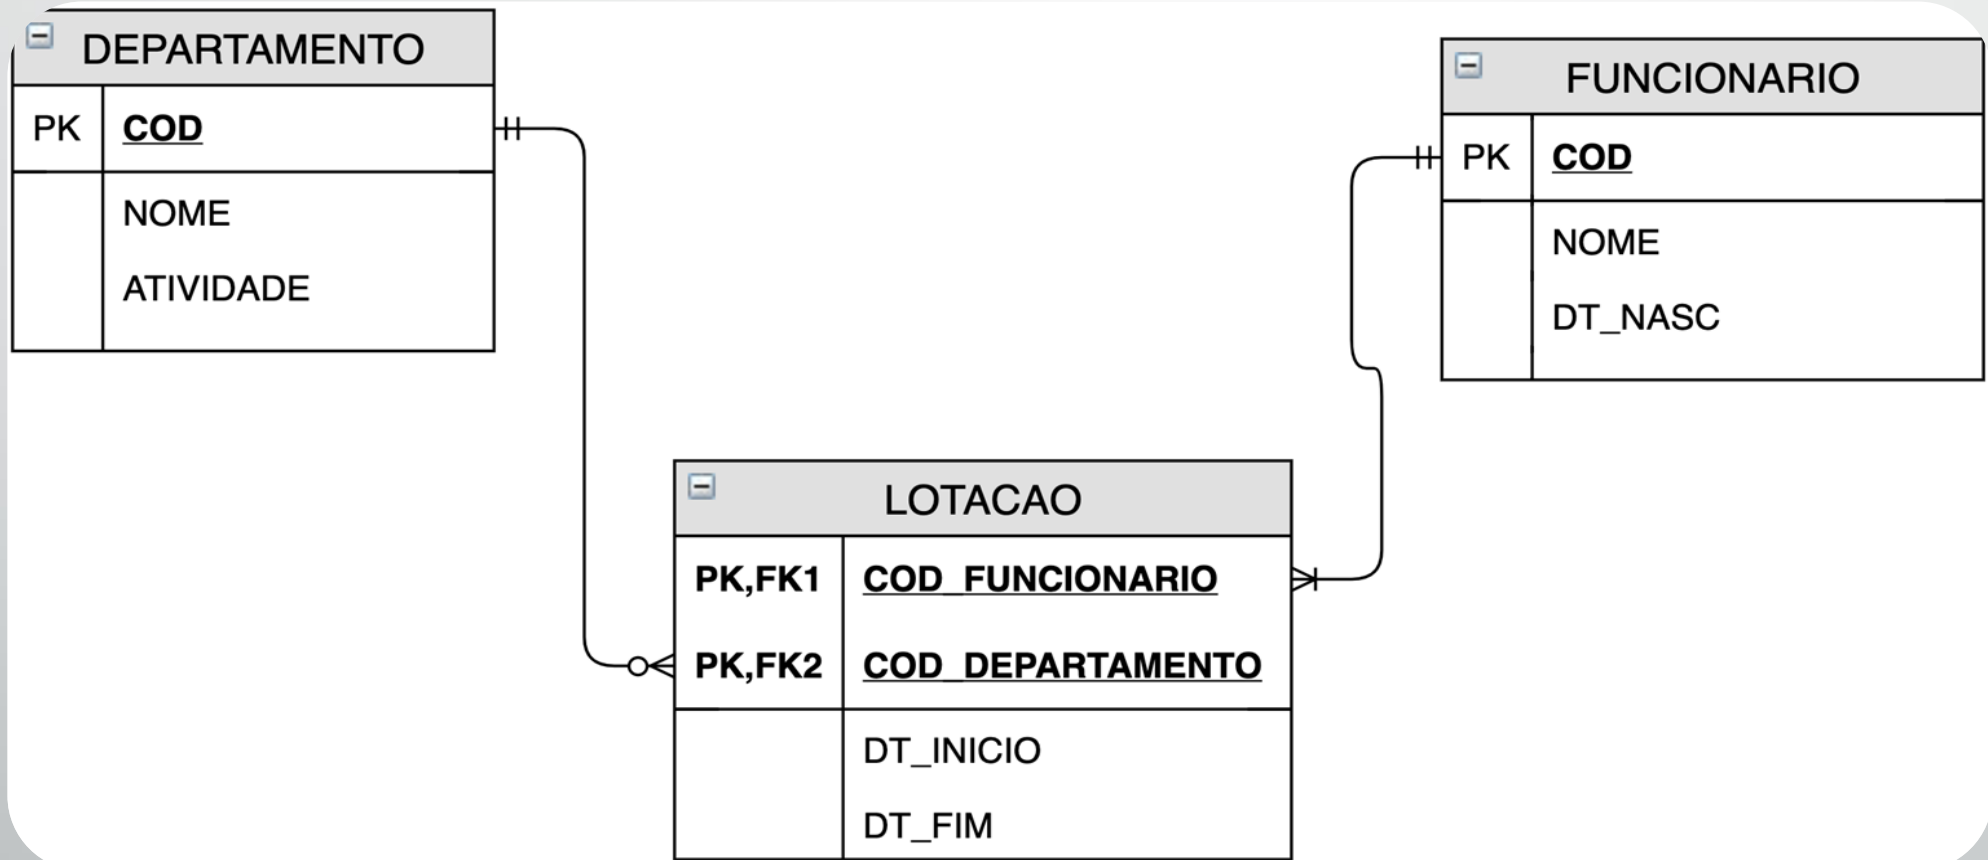 DEPARTAMENTO
PK COD
NOME
ATIVIDADE
FUNCIONARIO
PK COD
NOME
DT_NASC
LOTACAO
PK,FK1 COD_FUNCIONARIO
PK,FK2 COD_DEPARTAMENTO
DT_INICIO
DT_FIM